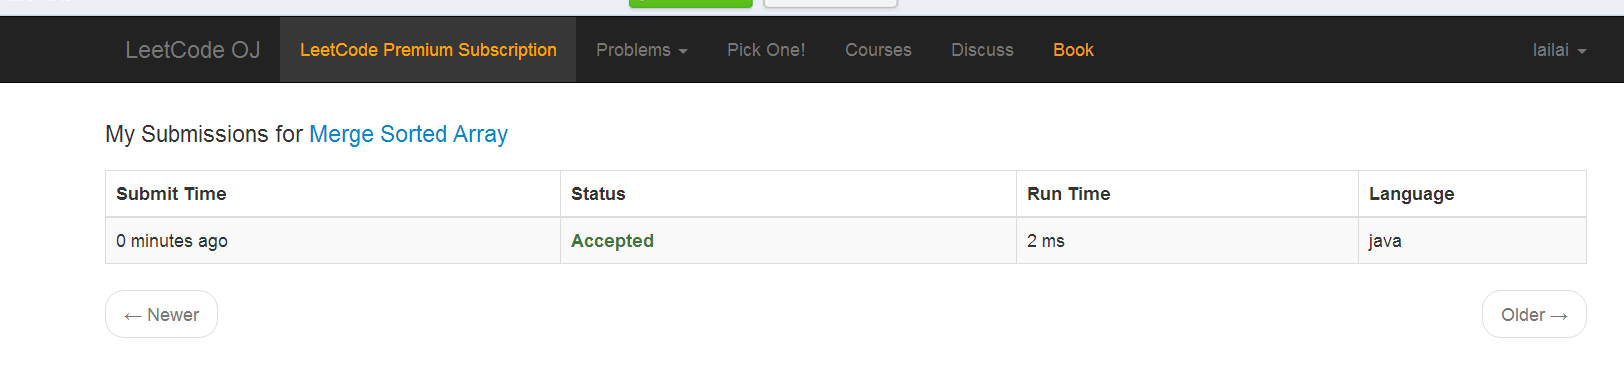 LeetCode OJ LeetCode Premium Subscription Problems Pick One! Courses Discuss Book lailai
My Submissions for Merge Sorted Array
Submit Time Status Run Time Language
0 minutes ago Accepted 2 ms java
← Newer Older →